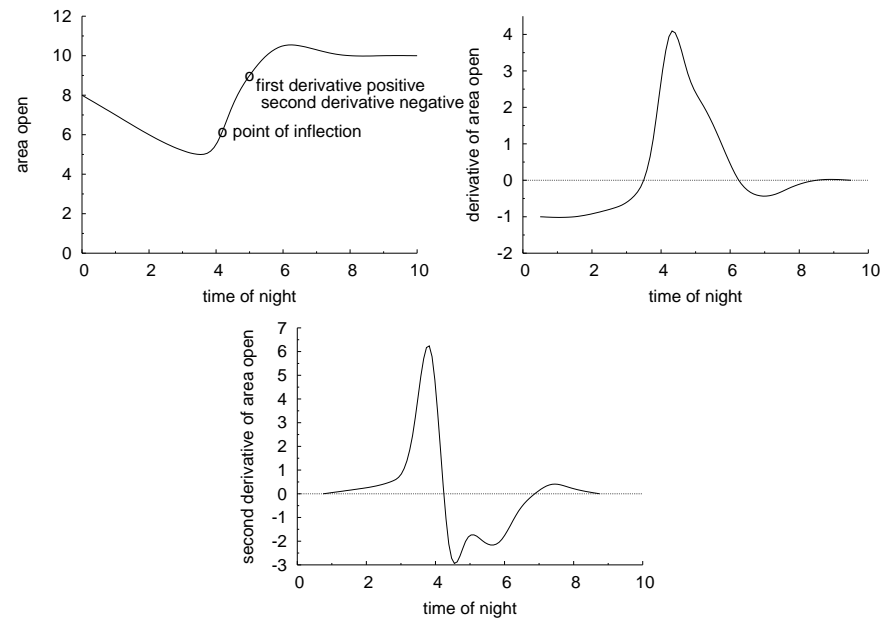 12
10
8
6
4
2
0
0 2 4 6 8 10
area open
time of night
first derivative positive
second derivative negative
point of inflection
4
3
2
1
0
-1
-2
0 2 4 6 8 10
derivative of area open
time of night
7
6
5
4
3
2
1
0
-1
-2
-3
0 2 4 6 8 10
second derivative of area open
time of night